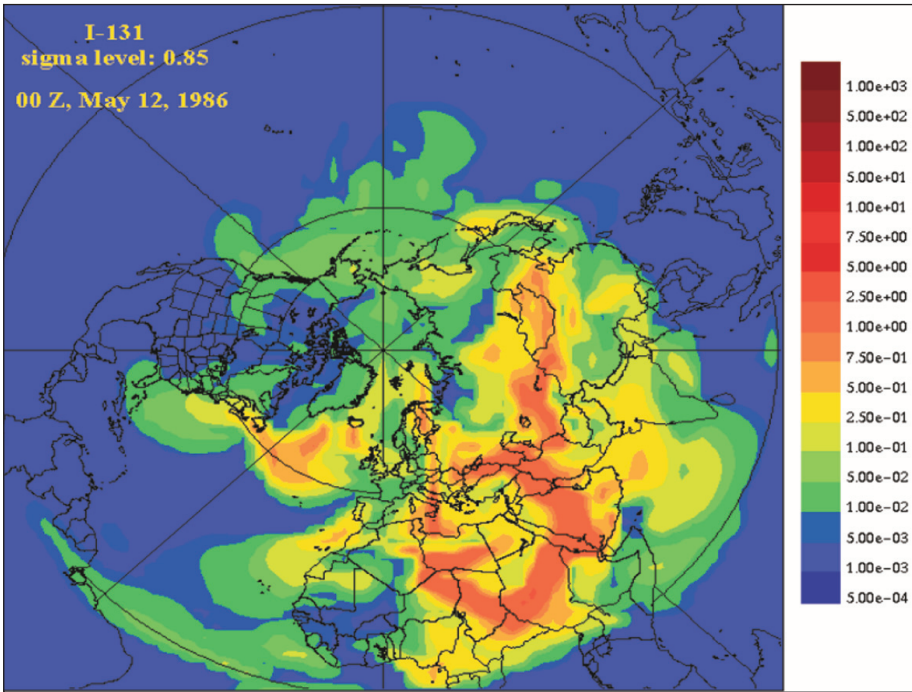 I-131
sigma level: 0.85
00 Z, May 12, 1986
1.00e+03
5.00e+02
1.00e+02
5.00e+01
1.00e+01
7.50e+00
5.00e+00
2.50e+00
1.00e+00
7.50e-01
5.00e-01
2.50e-01
1.00e-01
5.00e-02
1.00e-02
5.00e-03
1.00e-03
5.00e-04